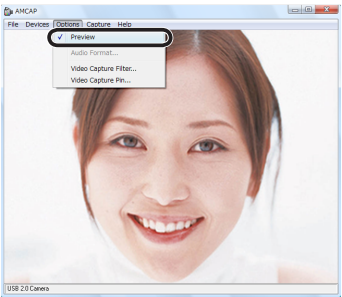 AMCAP
File Devices Options Capture Help
✓ Preview
Audio Format...
Video Capture Filter...
Video Capture Pin...
USB 2.0 Camera